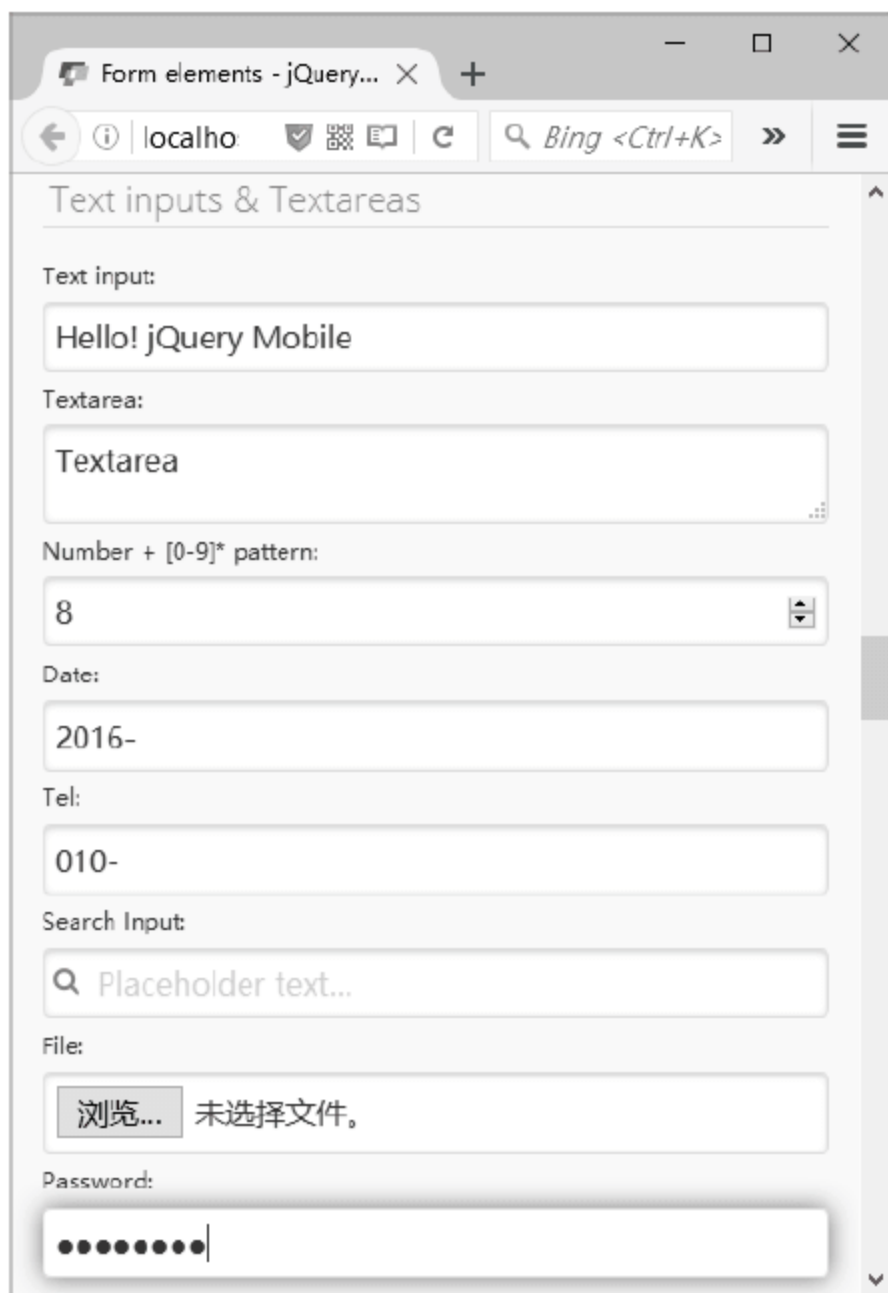 Form elements - jQuery...
localho
Bing <Ctrl+K>
Text inputs & Textareas
Text input:
Hello! jQuery Mobile
Textarea:
Textarea
Number + [0-9]* pattern:
8
Date:
2016-
Tel:
010-
Search Input:
Placeholder text...
File:
浏览... 未选择文件。
Password:
●●●●●●●●